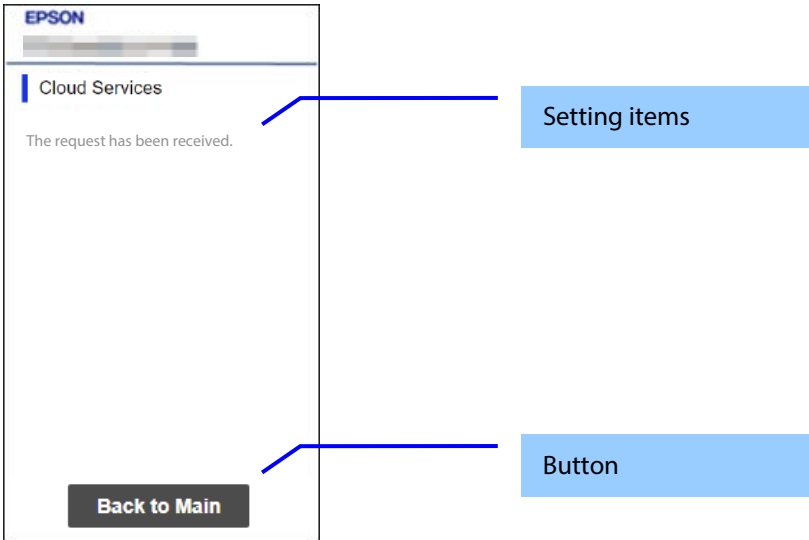 EPSON
Cloud Services
Setting items
The request has been received.
Button
Back to Main